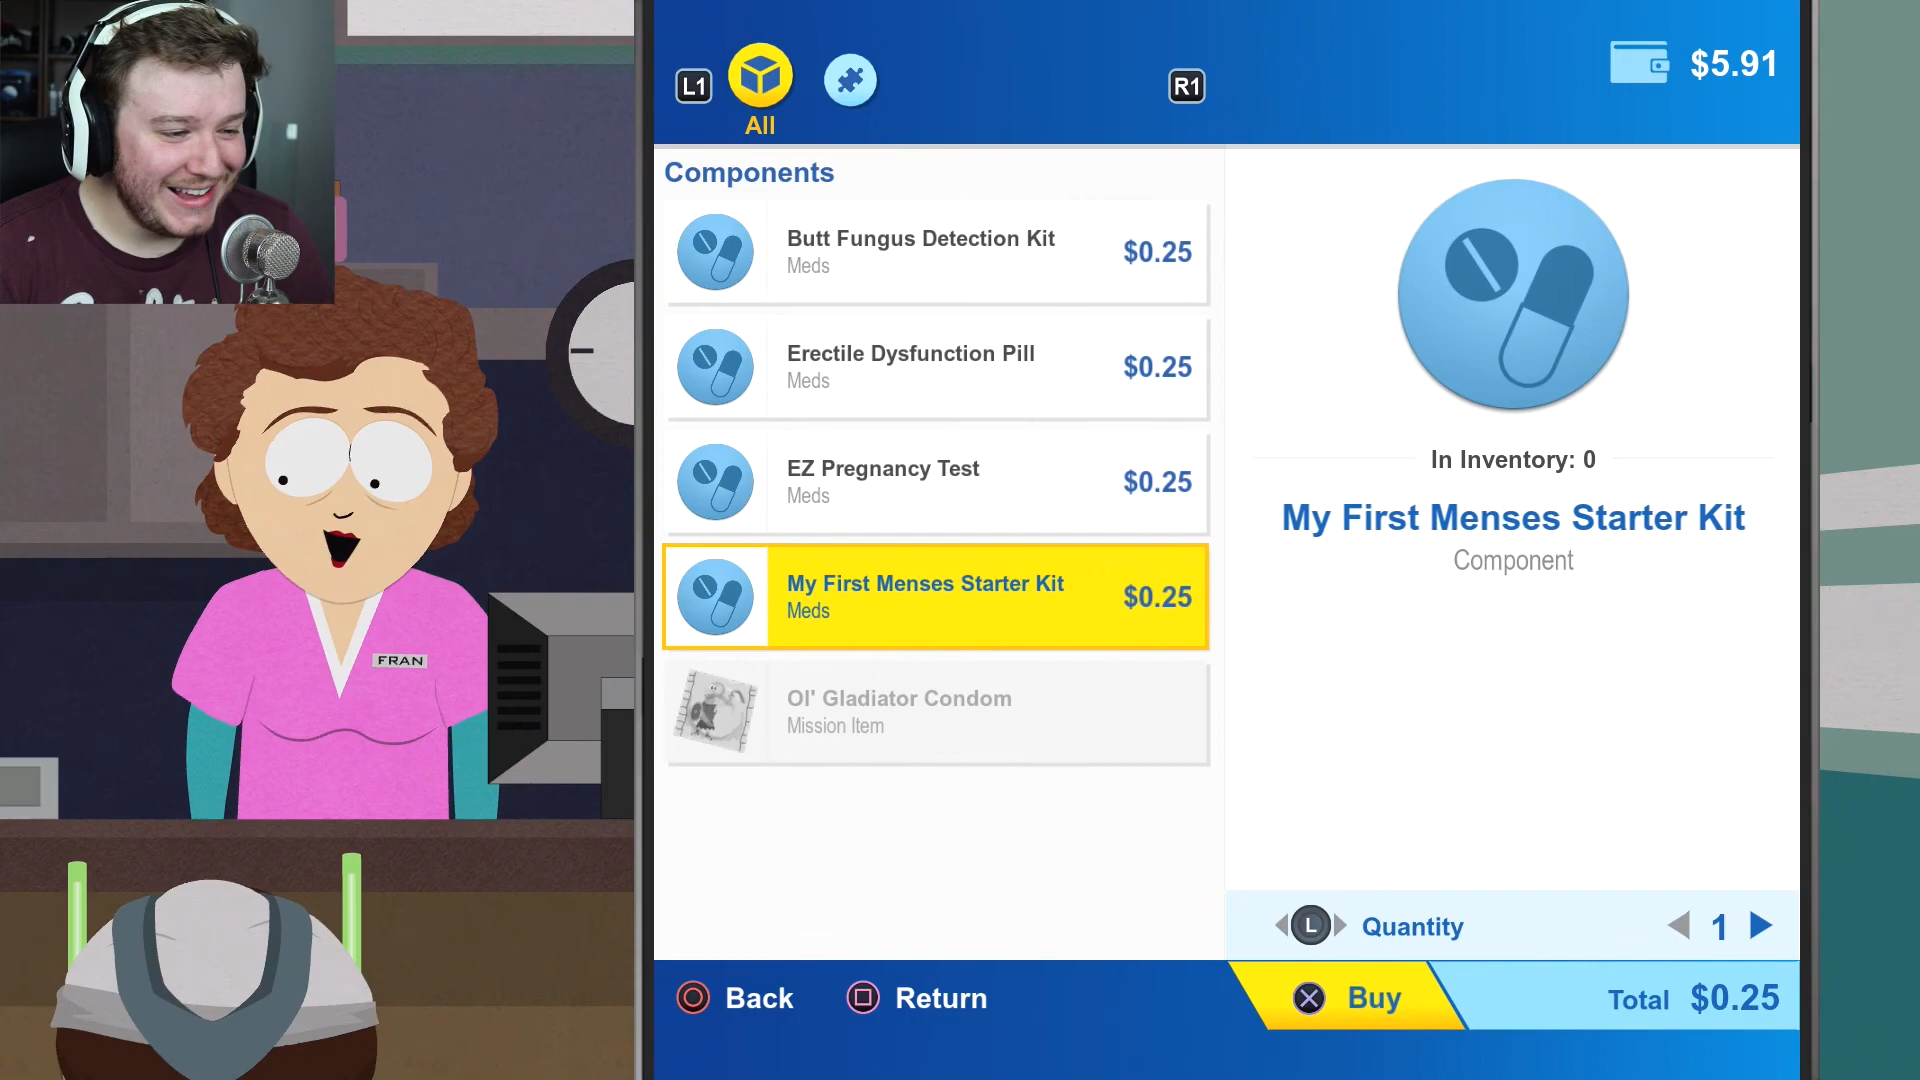 L1
All
R1
$5.91
Components
Butt Fungus Detection Kit
Meds
$0.25
Erectile Dysfunction Pill
Meds
$0.25
EZ Pregnancy Test
Meds
$0.25
My First Menses Starter Kit
Meds
$0.25
Ol' Gladiator Condom
Mission Item
In Inventory: 0
My First Menses Starter Kit
Component
L Quantity 1
Back
Return
Buy
Total $0.25
FRAN